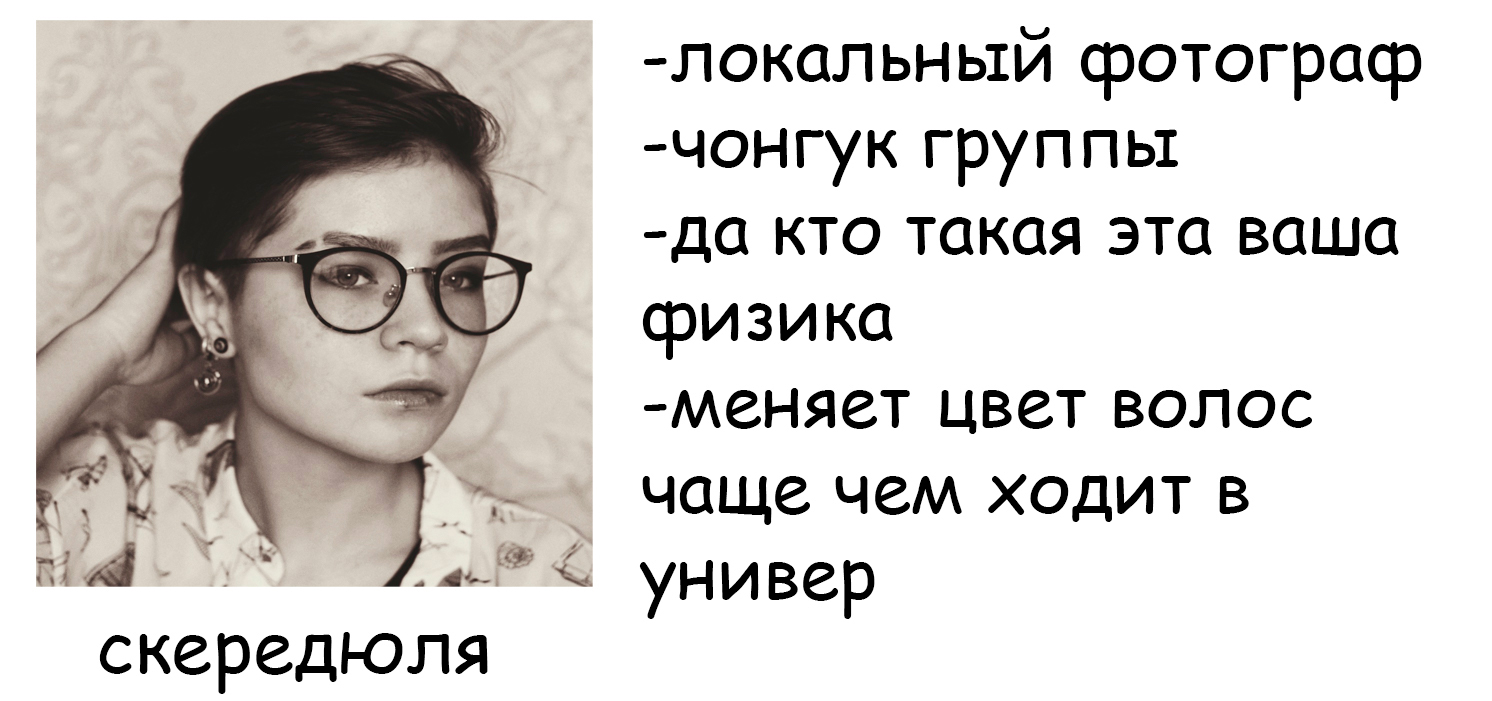 -локальный фотограф
-чонгук группы
-да кто такая эта ваша
физика
-меняет цвет волос
чаще чем ходит в
универ
скередюля